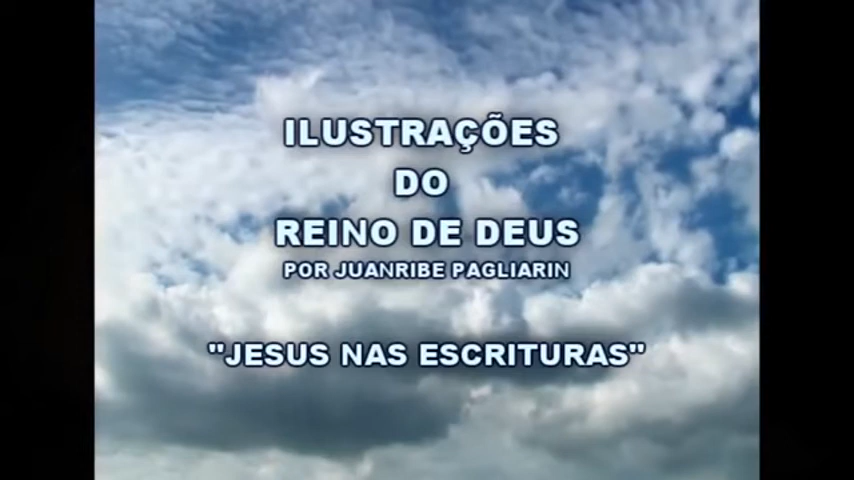 ILUSTRAÇÕES
DO
REINO DE DEUS
POR JUANRIBE PAGLIARIN
"JESUS NAS ESCRITURAS"